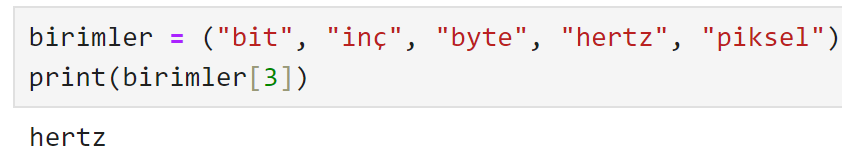 birimler = ("bit", "inç", "byte", "hertz", "piksel")
print(birimler[3])
hertz